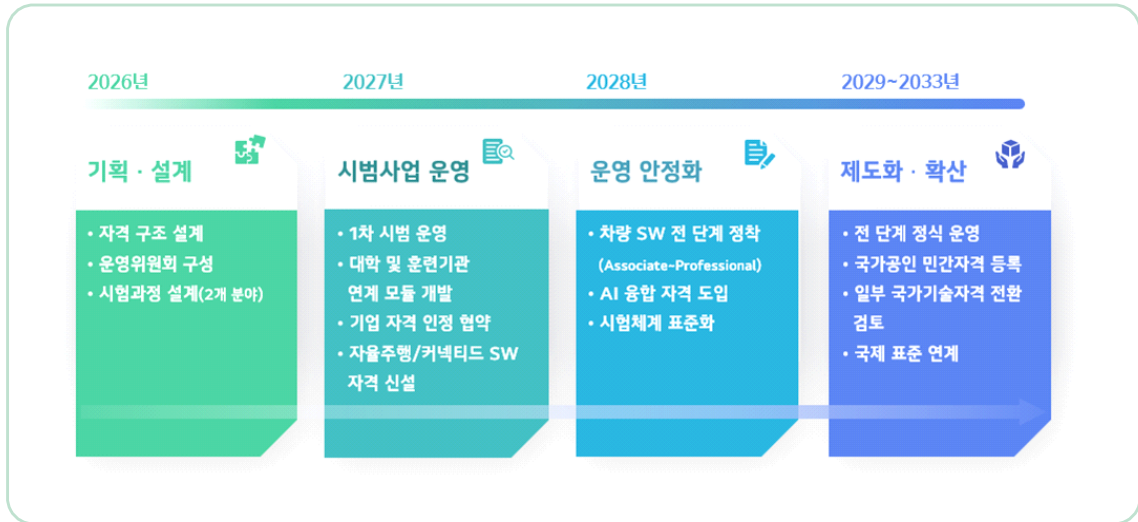 2026년
2027년
2028년
2029~2033년
기획 · 설계
• 자격 구조 설계
• 운영위원회 구성
• 시험과정 설계(2개 분야)
시범사업 운영
• 1차 시범 운영
• 대학 및 훈련기관
연계 모듈 개발
• 기업 자격 인정 협약
• 자율주행/커넥티드 SW
자격 신설
운영 안정화
• 차량 SW 전 단계 정착
(Associate-Professional)
• AI 융합 자격 도입
• 시험체계 표준화
제도화 · 확산
• 전 단계 정식 운영
• 국가공인 민간자격 등록
• 일부 국가기술자격 전환
검토
• 국제 표준 연계